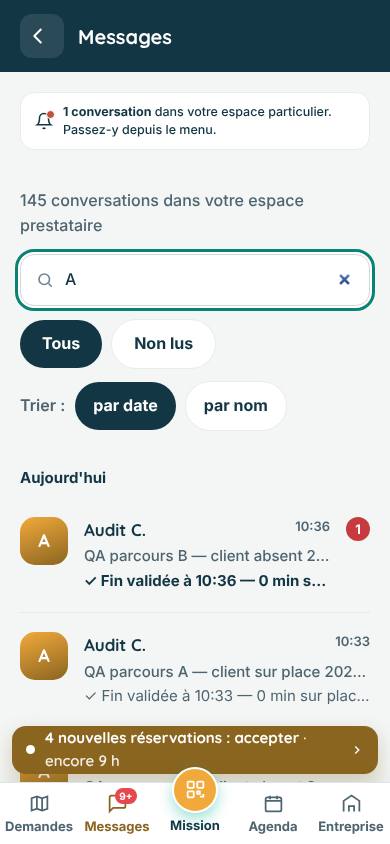 Messages
1 conversation dans votre espace particulier.
Passez-y depuis le menu.
145 conversations dans votre espace
prestataire
A
Tous
Non lus
Trier :
par date
par nom
Aujourd'hui
A
Audit C.
10:36
1
QA parcours B — client absent 2...
✓ Fin validée à 10:36 — 0 min s...
A
Audit C.
10:33
QA parcours A — client sur place 202...
✓ Fin validée à 10:33 — 0 min sur plac...
4 nouvelles réservations : accepter ·
encore 9 h
9+
Demandes
Messages
Mission
Agenda
Entreprise